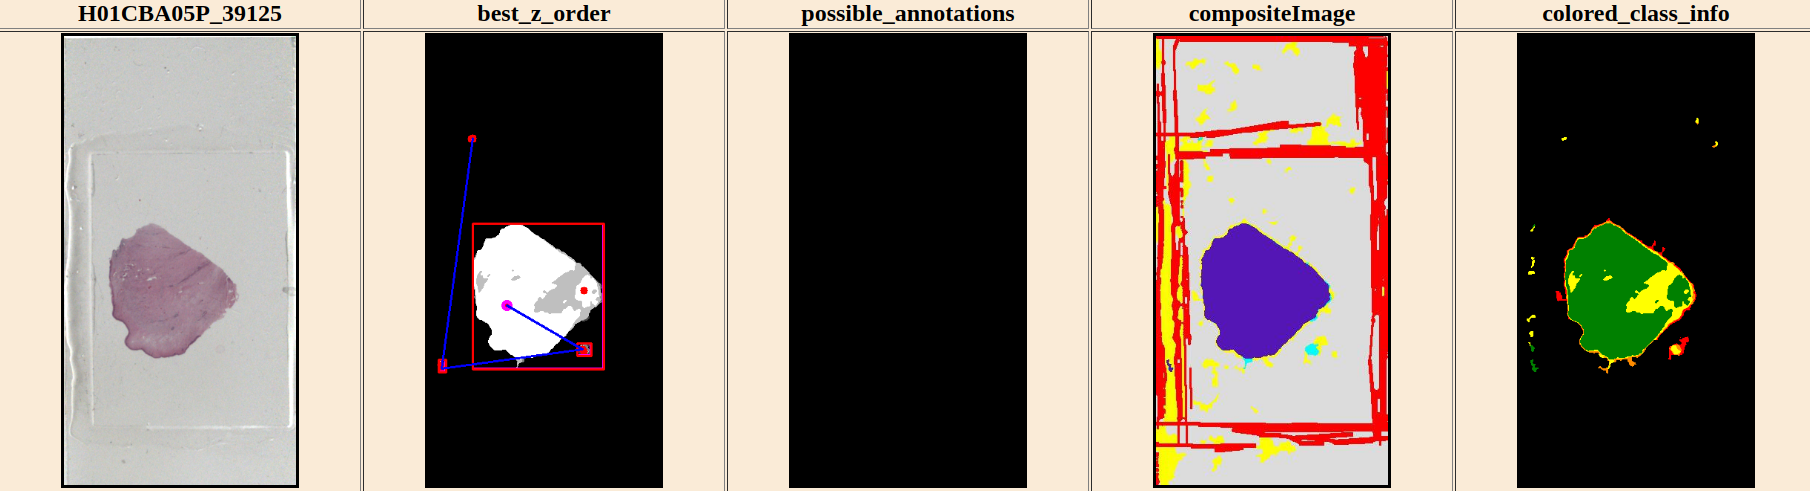 H01CBA05P_39125
best_z_order
possible_annotations
compositeImage
colored_class_info